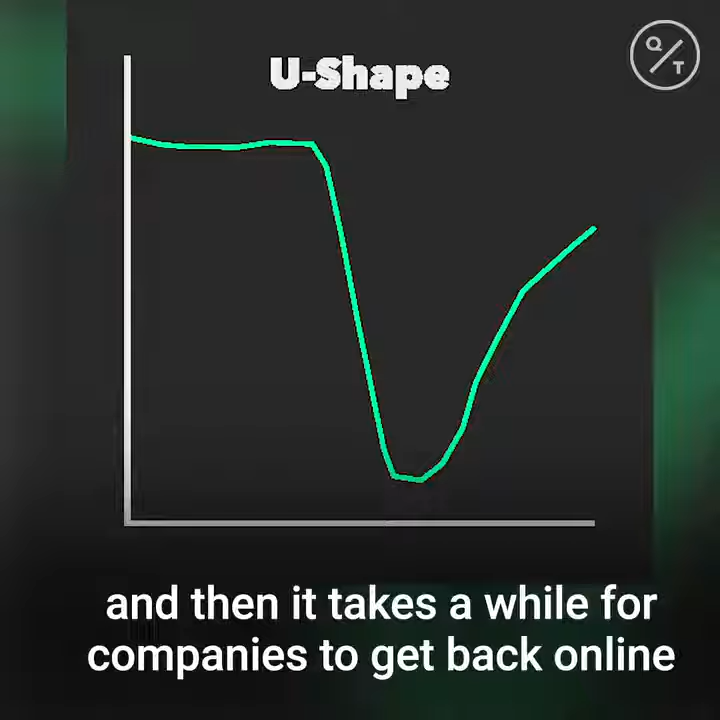 U-Shape
Q/T
and then it takes a while for
companies to get back online